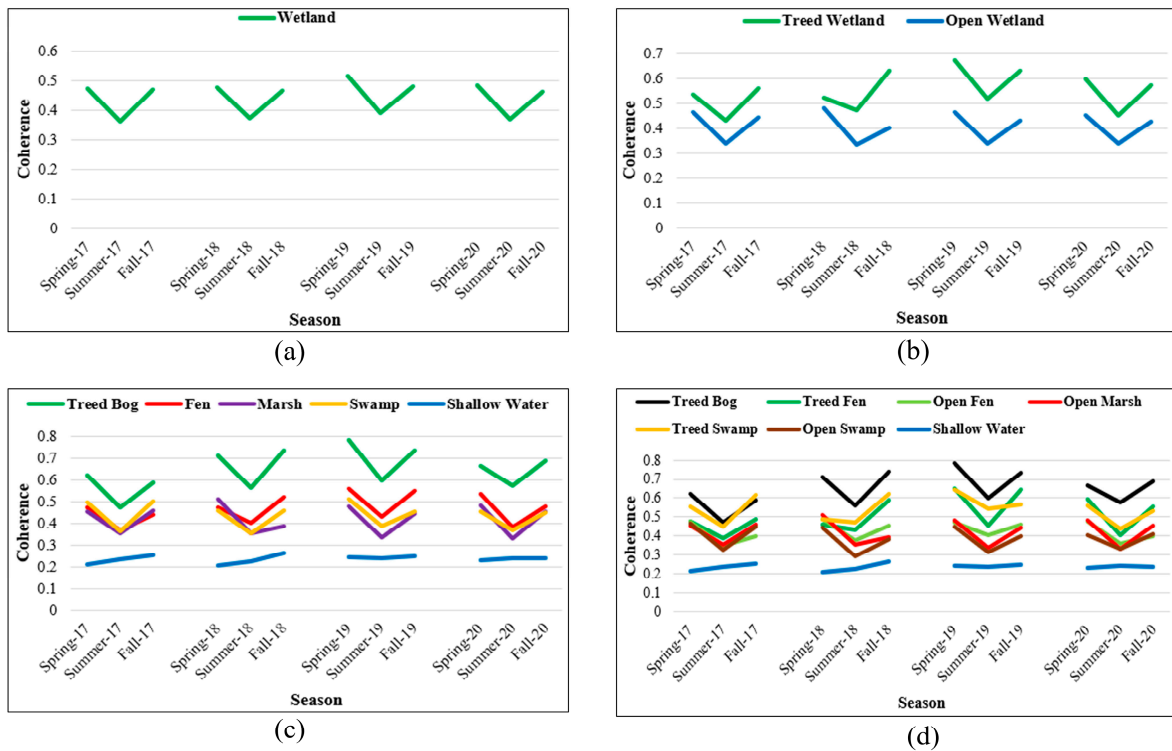 Wetland
0.6
0.5
0.4
0.3
0.2
0.1
0
Coherence
Spring-17
Summer-17
Fall-17
Spring-18
Summer-18
Fall-18
Spring-19
Summer-19
Fall-19
Spring-20
Summer-20
Fall-20
Season
(a)
Treed Wetland Open Wetland
0.7
0.6
0.5
0.4
0.3
0.2
0.1
0
Coherence
Spring-17
Summer-17
Fall-17
Spring-18
Summer-18
Fall-18
Spring-19
Summer-19
Fall-19
Spring-20
Summer-20
Fall-20
Season
(b)
Treed Bog Fen Marsh Swamp Shallow Water
0.8
0.7
0.6
0.5
0.4
0.3
0.2
0.1
0
Coherence
Spring-17
Summer-17
Fall-17
Spring-18
Summer-18
Fall-18
Spring-19
Summer-19
Fall-19
Spring-20
Summer-20
Fall-20
Season
(c)
Treed Bog Treed Fen Open Fen Open Marsh
Treed Swamp Open Swamp Shallow Water
0.8
0.7
0.6
0.5
0.4
0.3
0.2
0.1
0
Coherence
Spring-17
Summer-17
Fall-17
Spring-18
Summer-18
Fall-18
Spring-19
Summer-19
Fall-19
Spring-20
Summer-20
Fall-20
Season
(d)